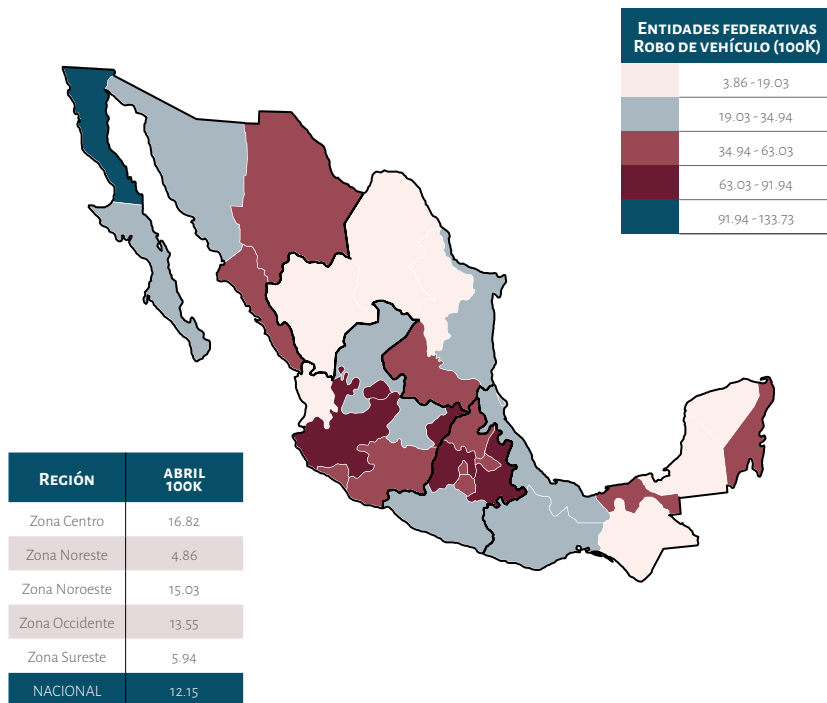 Entidades federativas
Robo de vehículo (100K)
3.86 - 19.03
19.03 - 34.94
34.94 - 63.03
63.03 - 91.94
91.94 - 133.73
Región
ABRIL
100K
Zona Centro 16.82
Zona Noreste 4.86
Zona Noroeste 15.03
Zona Occidente 13.55
Zona Sureste 5.94
NACIONAL 12.15